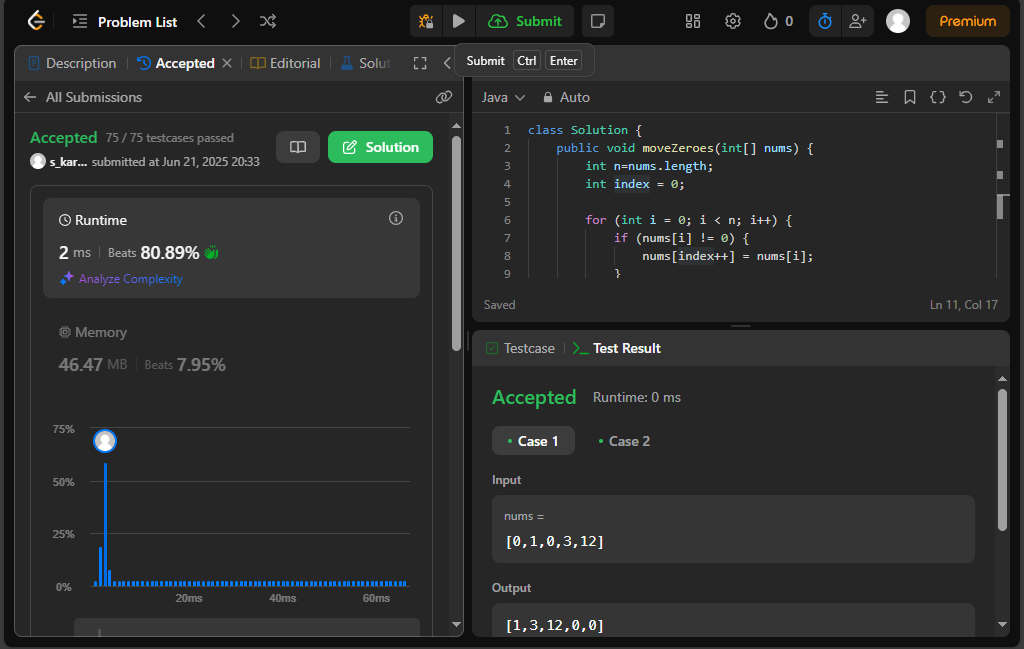 Problem List
Submit
0
Premium
Description
Accepted
Editorial
Solut
Submit Ctrl Enter
All Submissions
Accepted 75 / 75 testcases passed
s_kar... submitted at Jun 21, 2025 20:33
Solution
Runtime
2 ms Beats 80.89%
Analyze Complexity
Memory
46.47 MB Beats 7.95%
75%
50%
25%
0%
20ms 40ms 60ms
Java Auto
1 class Solution {
2 public void moveZeroes(int[] nums) {
3 int n=nums.length;
4 int index = 0;
5
6 for (int i = 0; i < n; i++) {
7 if (nums[i] != 0) {
8 nums[index++] = nums[i];
9 }
Saved Ln 11, Col 17
Testcase
Test Result
Accepted Runtime: 0 ms
Case 1 Case 2
Input
nums =
[0,1,0,3,12]
Output
[1,3,12,0,0]